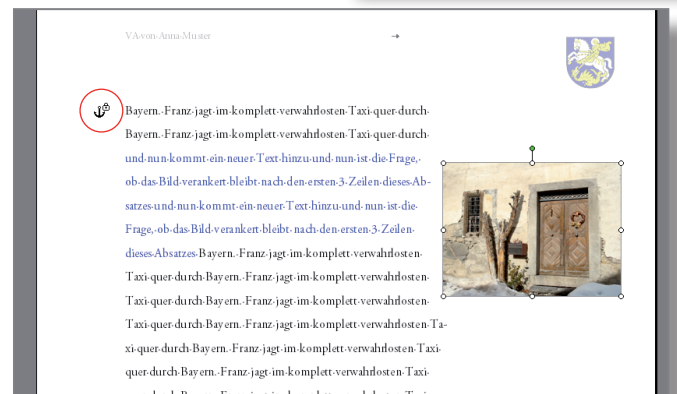 VA·von·Anna·Muster →
Bayern.·Franz·jagt·im·komplett·verwahrlosten·Taxi·quer·durch·
Bayern.·Franz·jagt·im·komplett·verwahrlosten·Taxi·quer·durch·
und·nun·kommt·ein·neuer·Text·hinzu·und·nun·ist·die·Frage,·
ob·das·Bild·verankert·bleibt·nach·den·ersten·3·Zeilen·dieses·Ab-
satzes·und·nun·kommt·ein·neuer·Text·hinzu·und·nun·ist·die·
Frage,·ob·das·Bild·verankert·bleibt·nach·den·ersten·3·Zeilen·
dieses·Absatzes·Bayern.·Franz·jagt·im·komplett·verwahrlosten·
Taxi·quer·durch·Bayern.·Franz·jagt·im·komplett·verwahrlosten·
Taxi·quer·durch·Bayern.·Franz·jagt·im·komplett·verwahrlosten·
Taxi·quer·durch·Bayern.·Franz·jagt·im·komplett·verwahrlosten·Ta-
xi·quer·durch·Bayern.·Franz·jagt·im·komplett·verwahrlosten·Taxi·
quer·durch·Bayern.·Franz·jagt·im·komplett·verwahrlosten·Taxi·